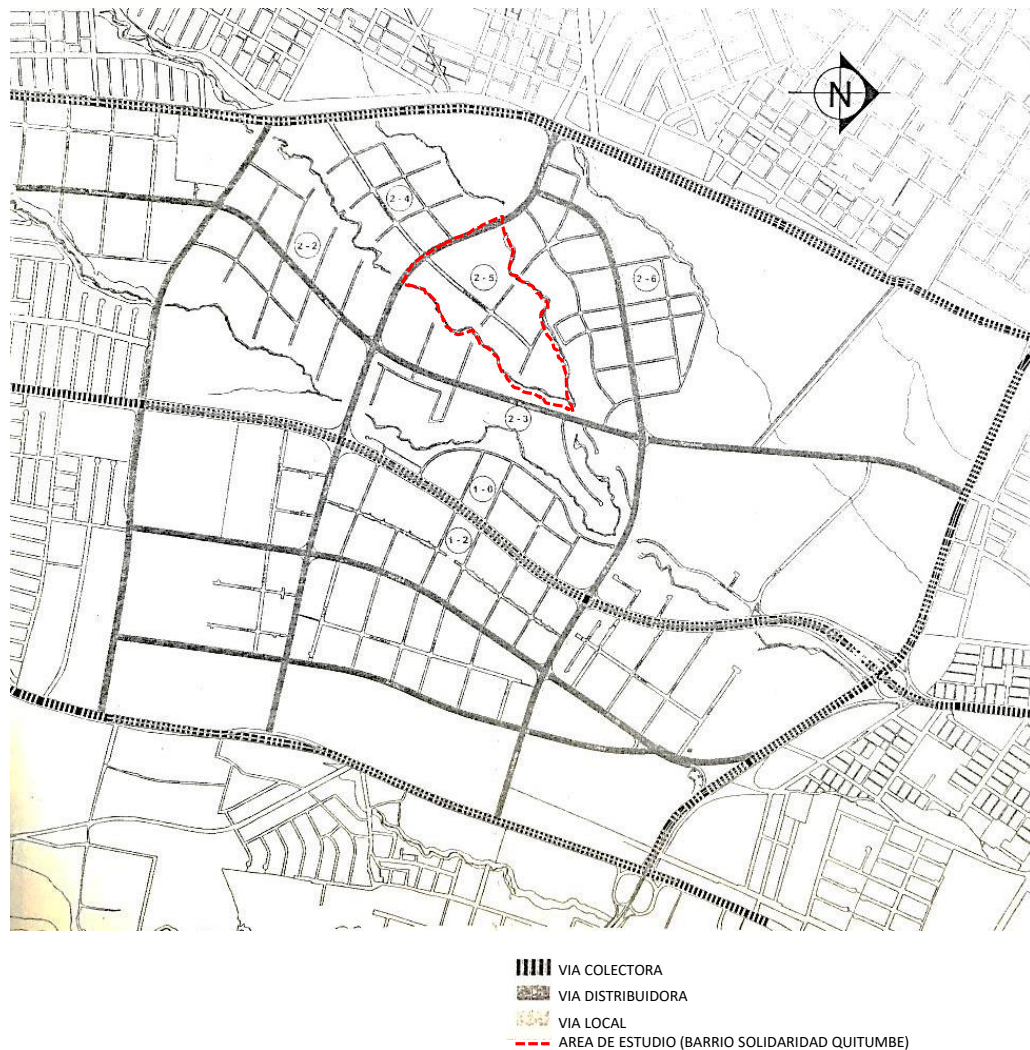 N
2-4
2-2
2-5
2-6
2-3
1-6
1-2
VIA COLECTORA
VIA DISTRIBUIDORA
VIA LOCAL
AREA DE ESTUDIO (BARRIO SOLIDARIDAD QUITUMBE)